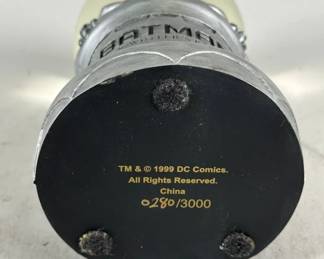 BATMAN
TM & © 1999 DC Comics.
All Rights Reserved.
China
0280/3000